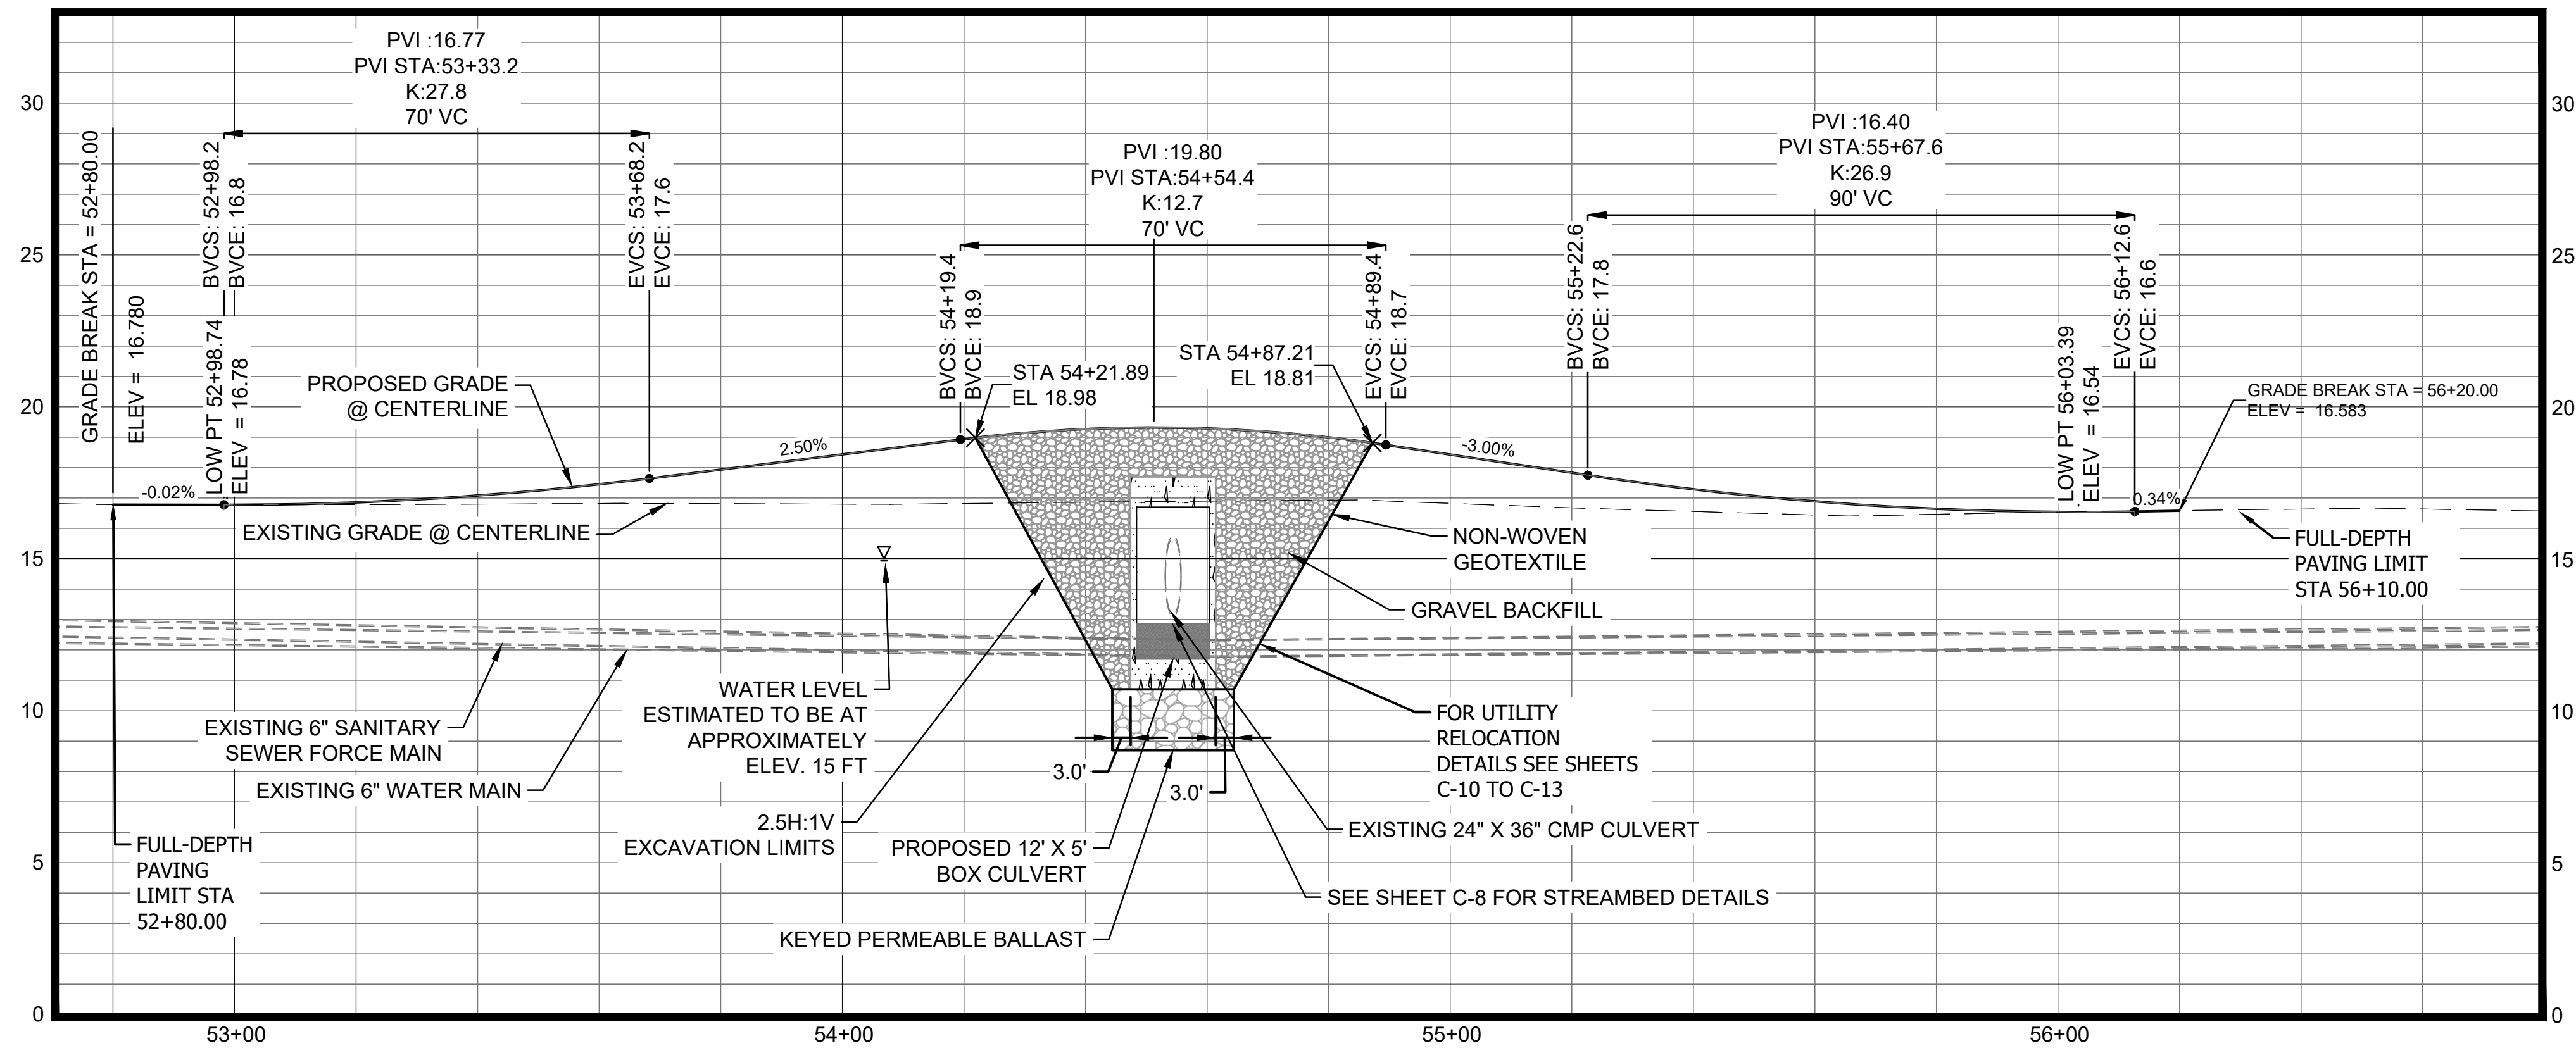 PVI :16.77
PVI STA:53+33.2
K:27.8
70' VC
PVI :19.80
PVI STA:54+54.4
K:12.7
70' VC
PVI :16.40
PVI STA:55+67.6
K:26.9
90' VC
30
25
20
15
10
5
0
30
25
20
15
10
5
0
GRADE BREAK STA = 52+80.00
ELEV = 16.780
BVCS: 52+98.2
BVCE: 16.8
LOW PT 52+98.74
ELEV = 16.78
EVCS: 53+68.2
EVCE: 17.6
BVCS: 54+19.4
BVCE: 18.9
EVCS: 54+89.4
EVCE: 18.7
BVCS: 55+22.6
BVCE: 17.8
LOW PT 56+03.39
ELEV = 16.54
EVCS: 56+12.6
EVCE: 16.6
GRADE BREAK STA = 56+20.00
ELEV = 16.583
STA 54+21.89
EL 18.98
STA 54+87.21
EL 18.81
PROPOSED GRADE
@ CENTERLINE
-0.02%
2.50%
-3.00%
0.34%
EXISTING GRADE @ CENTERLINE
NON-WOVEN
GEOTEXTILE
GRAVEL BACKFILL
FULL-DEPTH
PAVING LIMIT
STA 56+10.00
WATER LEVEL
ESTIMATED TO BE AT
APPROXIMATELY
ELEV. 15 FT
EXISTING 6" SANITARY
SEWER FORCE MAIN
EXISTING 6" WATER MAIN
FOR UTILITY
RELOCATION
DETAILS SEE SHEETS
C-10 TO C-13
3.0'
3.0'
2.5H:1V
EXCAVATION LIMITS
PROPOSED 12' X 5'
BOX CULVERT
EXISTING 24" X 36" CMP CULVERT
SEE SHEET C-8 FOR STREAMBED DETAILS
KEYED PERMEABLE BALLAST
FULL-DEPTH
PAVING
LIMIT STA
52+80.00
53+00
54+00
55+00
56+00